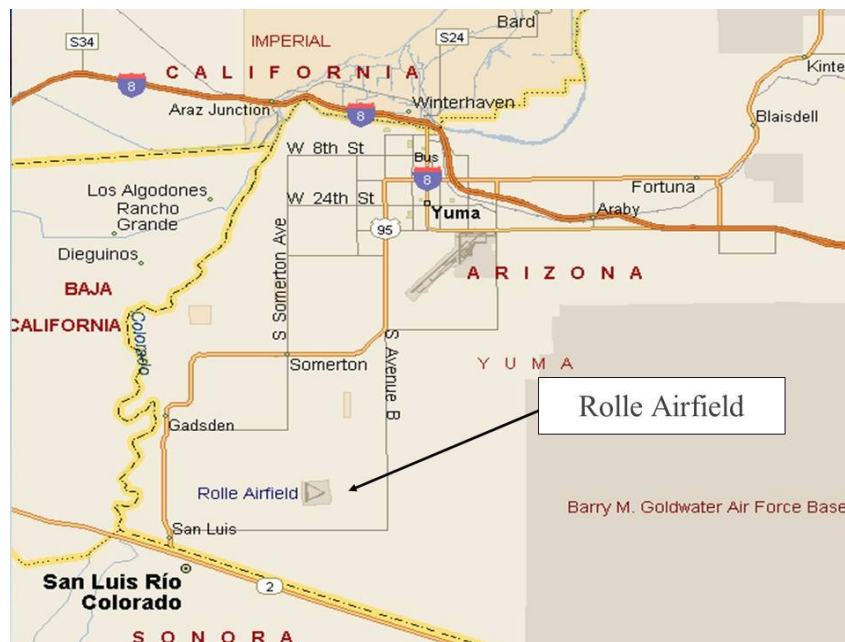 S34
IMPERIAL
S24
Bard
CALIFORNIA
8
Araz Junction
8
Winterhaven
Kinte
Blaisdell
W 8th St
Bus
8
Los Algodones
Rancho
Grande
W 24th St
Yuma
Fortuna
Araby
95
Dieguinos
ARIZONA
BAJA
CALIFORNIA
Colorado
S Somerton Ave
Somerton
S Avenue B
YUMA
Rolle Airfield
Gadsden
Rolle Airfield
Barry M. Goldwater Air Force Base
San Luis
San Luis Río
Colorado
2
SONORA